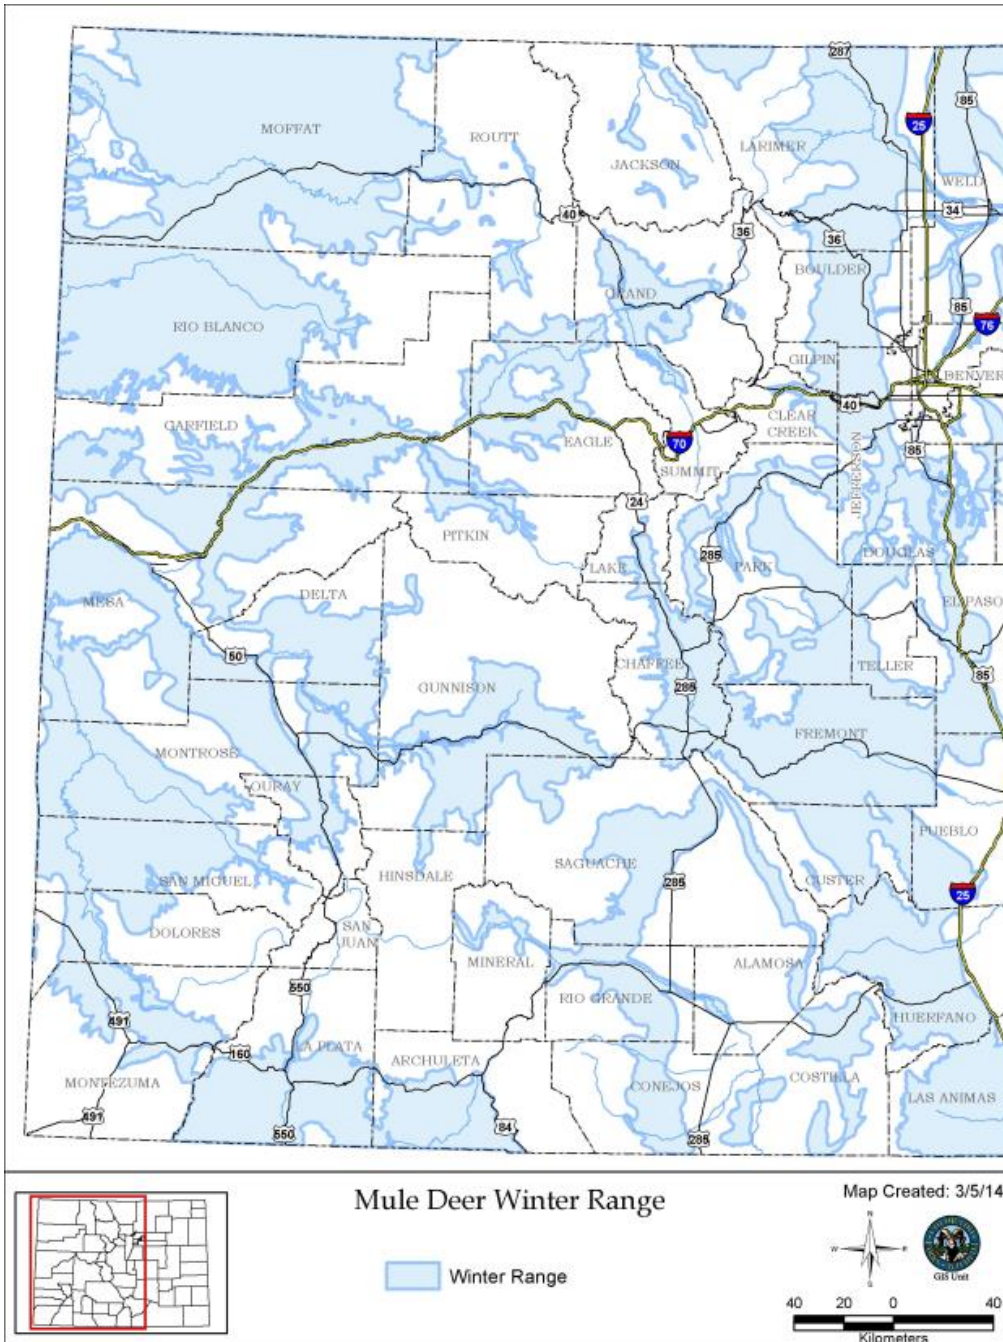 287
85
25
MOFFAT
ROUTT
JACKSON
LARIMER
WELD
40
34
36
36
BOULDER
GRAND
RIO BLANCO
85
76
GILPIN
DENVER
GARFIELD
EAGLE
70
CLEAR
CREEK
40
JEFFERSON
85
SUMMIT
24
PITKIN
LAKE
285
PARK
DOUGLAS
MESA
DELTA
EL PASO
50
GUNNISON
CHAFFEE
285
TELLER
85
MONTROSE
FREMONT
OURAY
PUEBLO
SAN MIGUEL
HINSDALE
SAGUACHE
285
CUSTER
25
DOLORES
SAN
JUAN
MINERAL
ALAMOSA
550
RIO GRANDE
HUERFANO
491
160
LA PLATA
ARCHULETA
MONTEZUMA
CONEJOS
COSTILLA
LAS ANIMAS
491
550
84
285
Mule Deer Winter Range
Map Created: 3/5/14
Winter Range
N
W
E
S
GIS Unit
40 20 0 40
Kilometers